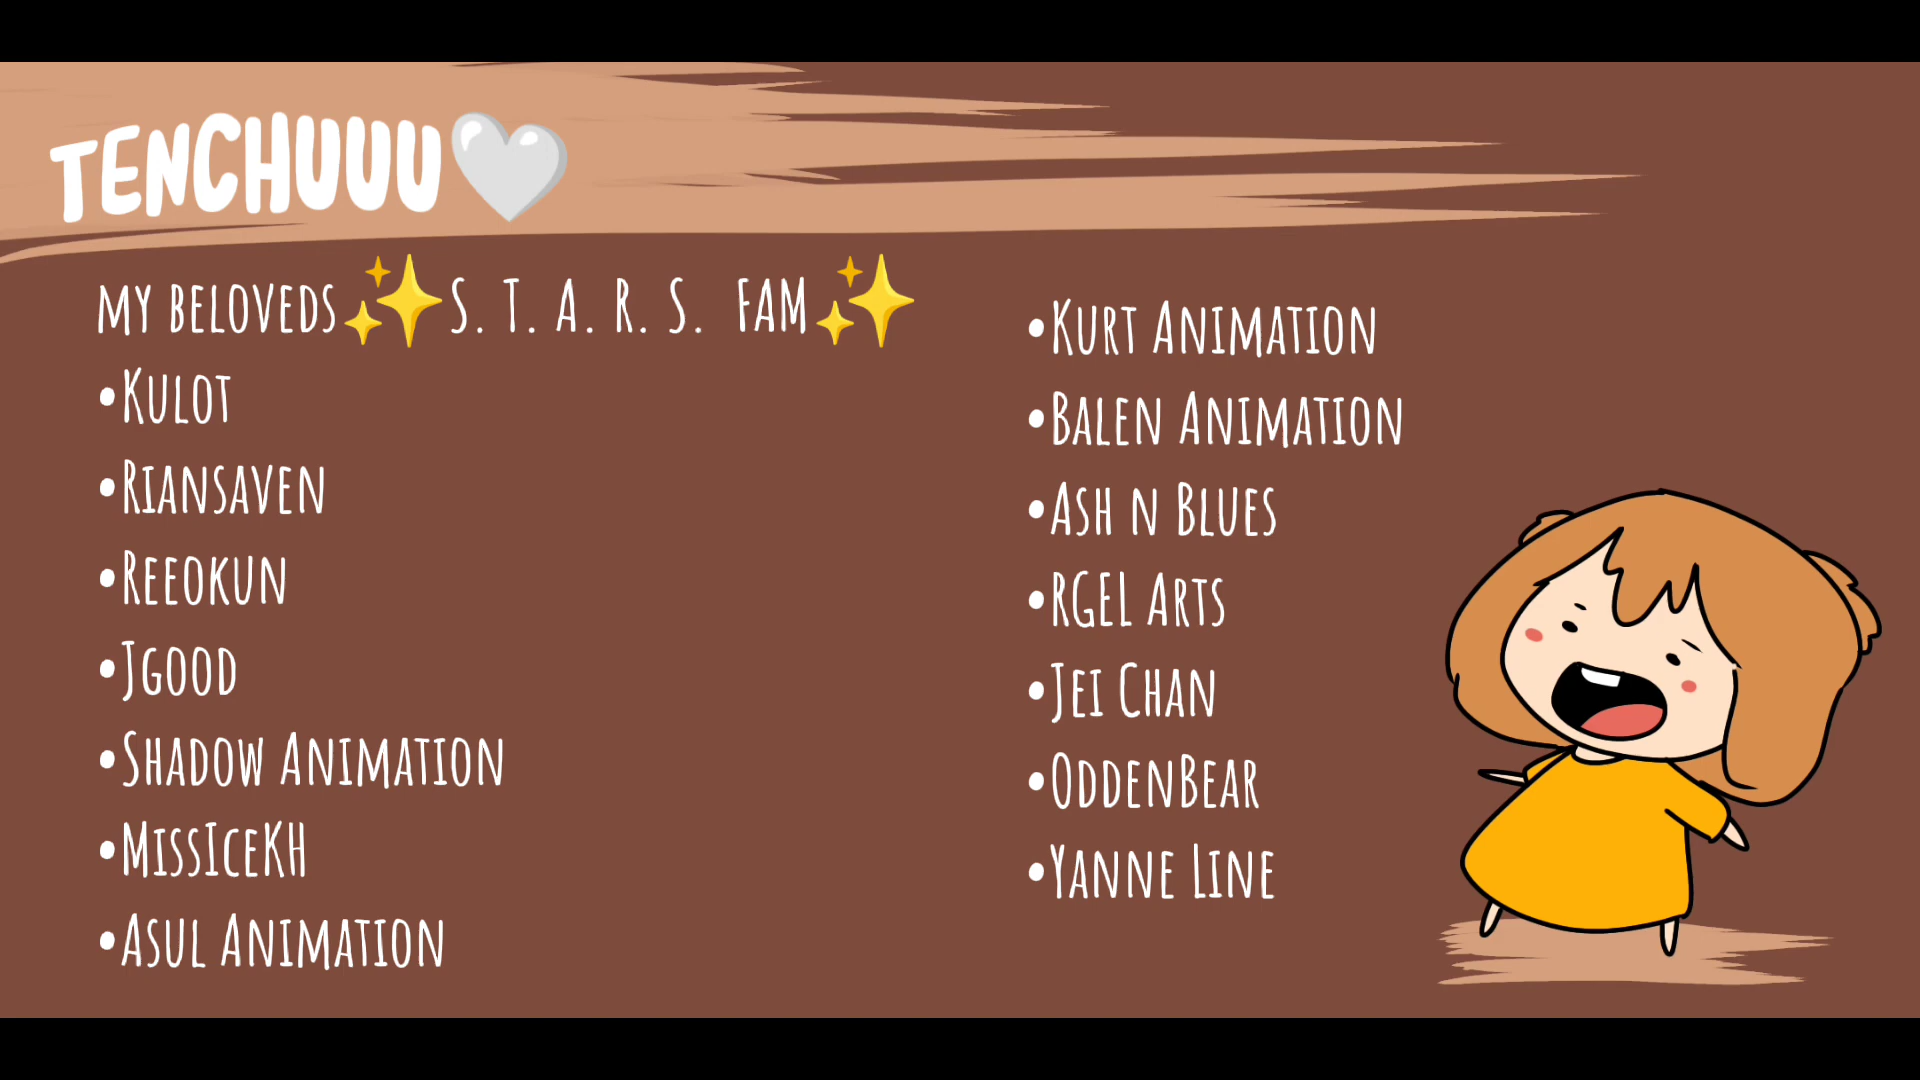 TENCHUUU🤍
my beloveds✨S. T. A. R. S. FAM✨
•Kulot
•Riansaven
•Reeokun
•Jgood
•Shadow Animation
•MissIceKH
•Asul Animation
•Kurt Animation
•Balen Animation
•Ash n Blues
•RGEL Arts
•Jei Chan
•OddenBear
•Yanne Line